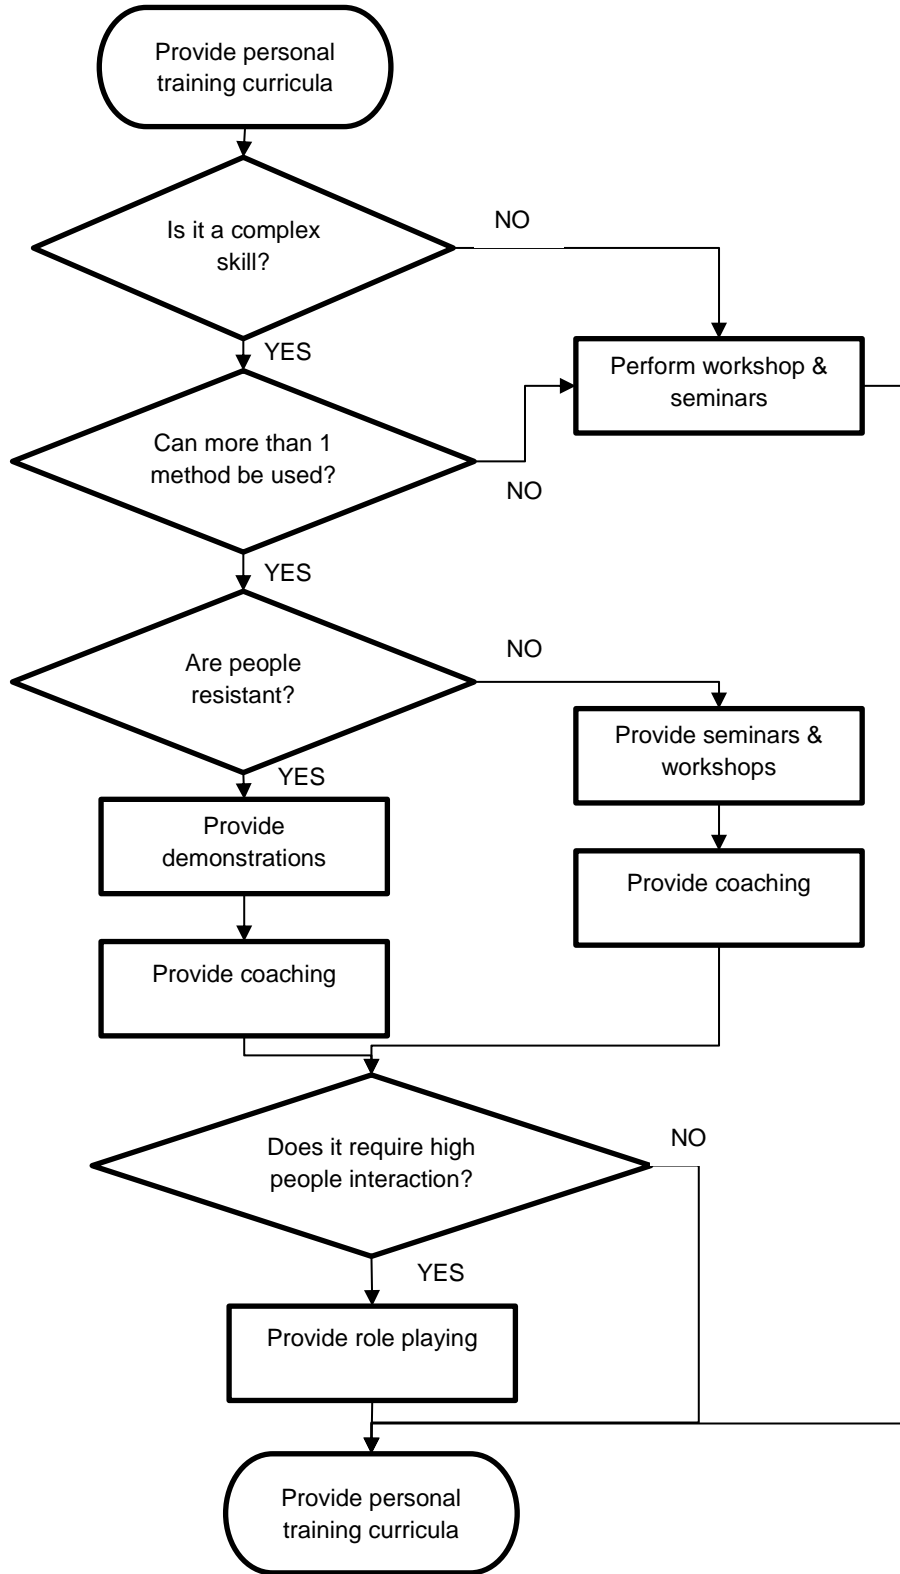 Provide personal
training curricula
Is it a complex
skill?
NO
YES
Perform workshop &
seminars
Can more than 1
method be used?
NO
YES
Are people
resistant?
NO
YES
Provide seminars &
workshops
Provide
demonstrations
Provide coaching
Provide coaching
Does it require high
people interaction?
NO
YES
Provide role playing
Provide personal
training curricula